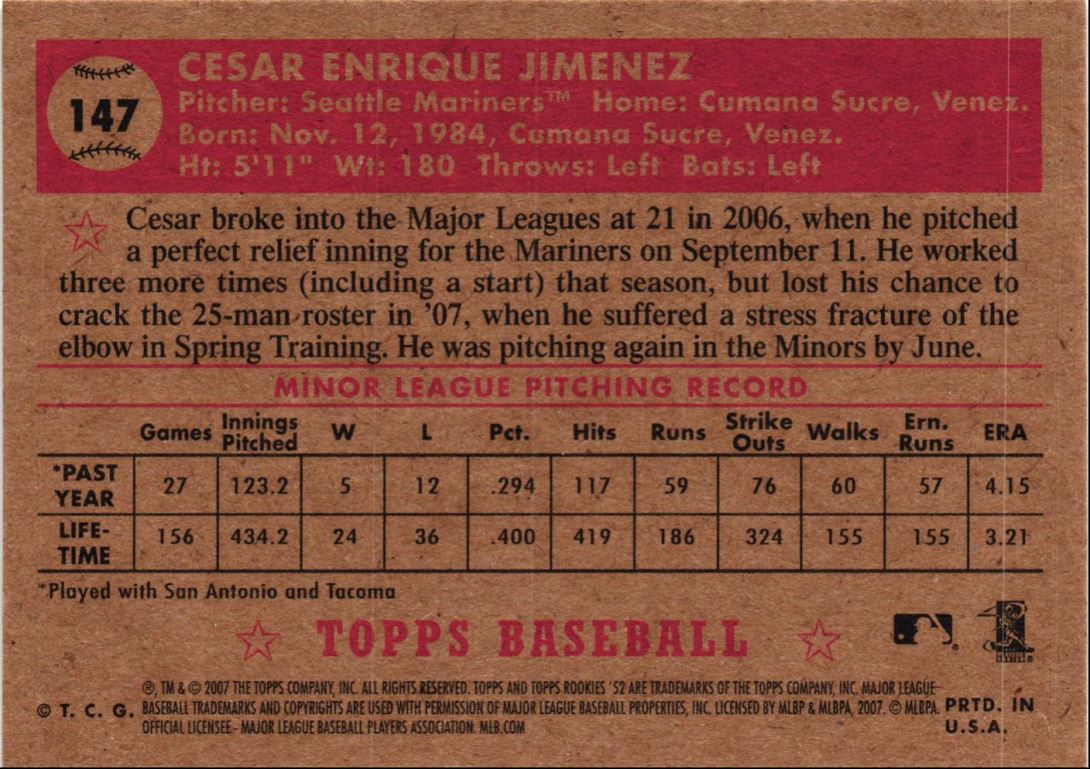 147
CESAR ENRIQUE JIMENEZ
Pitcher: Seattle Mariners™ Home: Cumana Sucre, Venez.
Born: Nov. 12, 1984, Cumana Sucre, Venez.
Ht: 5'11" Wt: 180 Throws: Left Bats: Left
Cesar broke into the Major Leagues at 21 in 2006, when he pitched
a perfect relief inning for the Mariners on September 11. He worked
three more times (including a start) that season, but lost his chance to
crack the 25-man roster in '07, when he suffered a stress fracture of the
elbow in Spring Training. He was pitching again in the Minors by June.
MINOR LEAGUE PITCHING RECORD
Games Innings Pitched W L Pct. Hits Runs Strike Outs Walks Ern. Runs ERA
*PAST YEAR 27 123.2 5 12 .294 117 59 76 60 57 4.15
LIFE-TIME 156 434.2 24 36 .400 419 186 324 155 155 3.21
*Played with San Antonio and Tacoma
TOPPS BASEBALL
®, TM & © 2007 THE TOPPS COMPANY, INC. ALL RIGHTS RESERVED. TOPPS AND TOPPS ROOKIES '52 ARE TRADEMARKS OF THE TOPPS COMPANY, INC. MAJOR LEAGUE
© T. C. G. BASEBALL TRADEMARKS AND COPYRIGHTS ARE USED WITH PERMISSION OF MAJOR LEAGUE BASEBALL PROPERTIES, INC. LICENSED BY MLBP & MLBPA, 2007. © MLBPA. PRTD. IN
OFFICIAL LICENSEE - MAJOR LEAGUE BASEBALL PLAYERS ASSOCIATION. MLB.COM U.S.A.